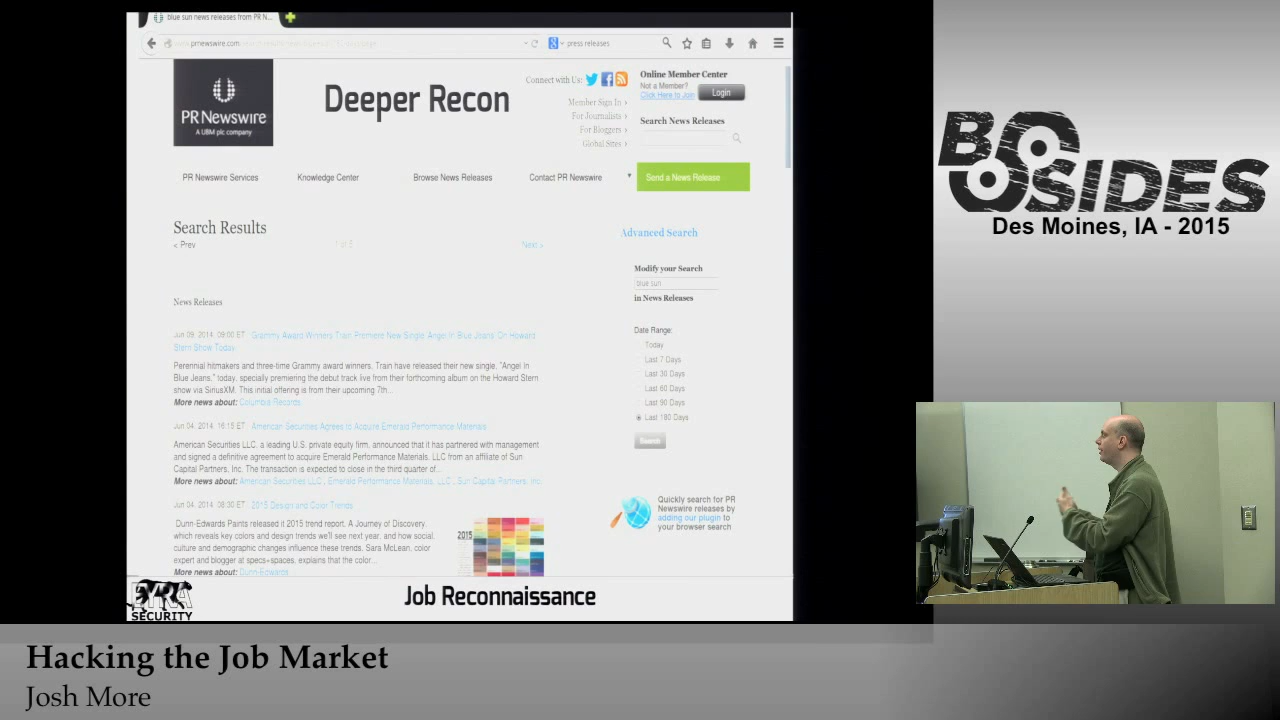 blue sun news releases from PR N...
press releases
PR Newswire
A UBM plc company
Deeper Recon
Connect with Us:
Member Sign In ›
For Journalists ›
For Bloggers ›
Global Sites ›
Online Member Center
Not a Member?
Click Here to Join
Login
Search News Releases
PR Newswire Services
Knowledge Center
Browse News Releases
Contact PR Newswire
Send a News Release
Search Results
< Prev
1 of 3
Next >
News Releases
Jun 09, 2014, 09:00 ET Grammy Award Winners Train Premiere New Single 'Angel In Blue Jeans' On Howard
Stern Show Today
Perennial hitmakers and three-time Grammy award winners, Train have released their new single, "Angel In
Blue Jeans," today, specially premiering the debut track live from their forthcoming album on the Howard Stern
show via SiriusXM. This initial offering is from their upcoming 7th...
More news about: Columbia Records
Jun 04, 2014, 16:15 ET American Securities Agrees to Acquire Emerald Performance Materials
American Securities LLC, a leading U.S. private equity firm, announced that it has partnered with management
and signed a definitive agreement to acquire Emerald Performance Materials, LLC from an affiliate of Sun
Capital Partners, Inc. The transaction is expected to close in the third quarter of...
More news about: American Securities LLC, Emerald Performance Materials, LLC, Sun Capital Partners, Inc.
Jun 04, 2014, 08:30 ET 2015 Design and Color Trends
Dunn-Edwards Paints released it 2015 trend report, A Journey of Discovery,
which reveals key colors and design trends we'll see next year, and how social
culture and demographic changes influence these trends. Sara McLean, color
expert and blogger at specs+spaces, explains that the color...
More news about: Dunn-Edwards
2015
Advanced Search
Modify your Search
blue sun
in News Releases
Date Range:
Today
Last 7 Days
Last 30 Days
Last 60 Days
Last 90 Days
Last 180 Days
Search
Quickly search for PR
Newswire releases by
adding our plugin to
your browser search
EYRA
SECURITY
Job Reconnaissance
BSIDES
Des Moines, IA - 2015
Hacking the Job Market
Josh More